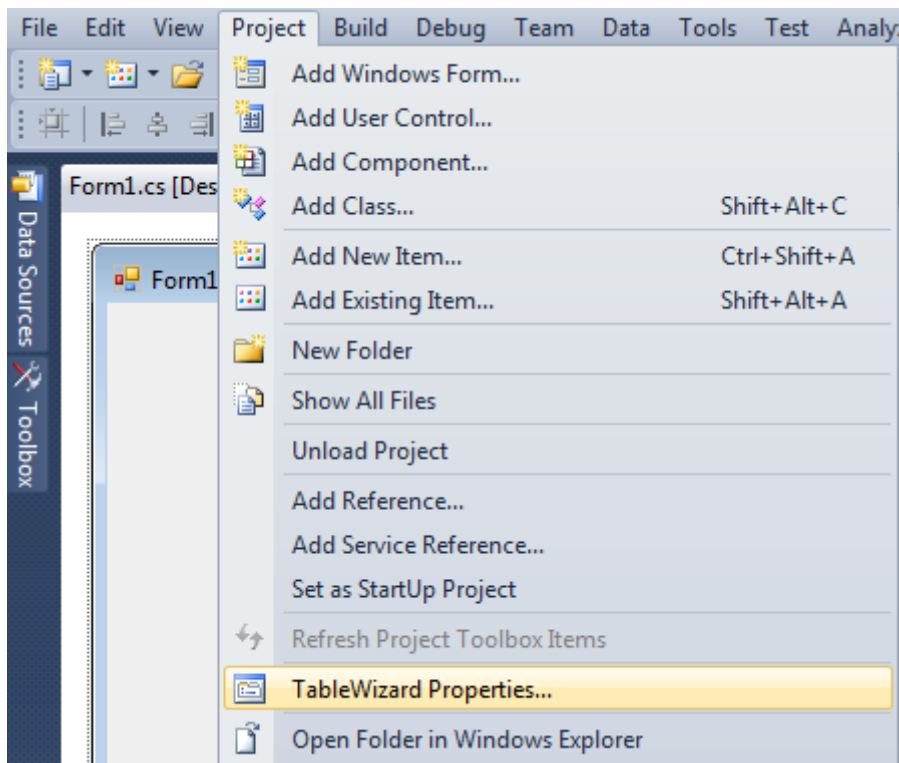 File Edit View Project Build Debug Team Data Tools Test Analy
Form1.cs [Des
Form1
Data Sources
Toolbox
Add Windows Form...
Add User Control...
Add Component...
Add Class... Shift+Alt+C
Add New Item... Ctrl+Shift+A
Add Existing Item... Shift+Alt+A
New Folder
Show All Files
Unload Project
Add Reference...
Add Service Reference...
Set as StartUp Project
Refresh Project Toolbox Items
TableWizard Properties...
Open Folder in Windows Explorer